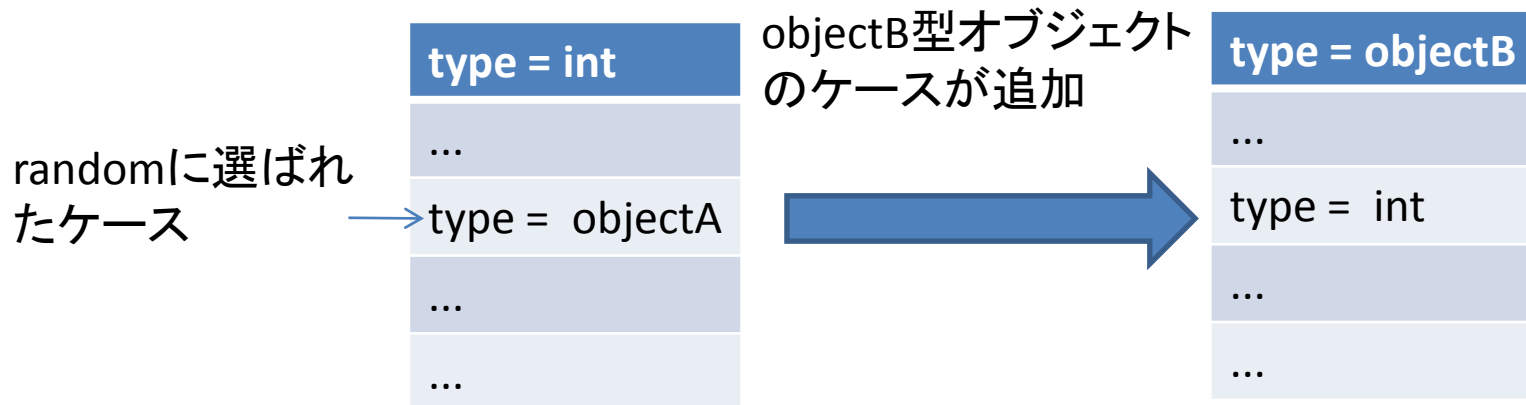 randomに選ばれ
たケース
type = int
...
type = objectA
...
...
objectB型オブジェクト
のケースが追加
type = objectB
...
type = int
...
...